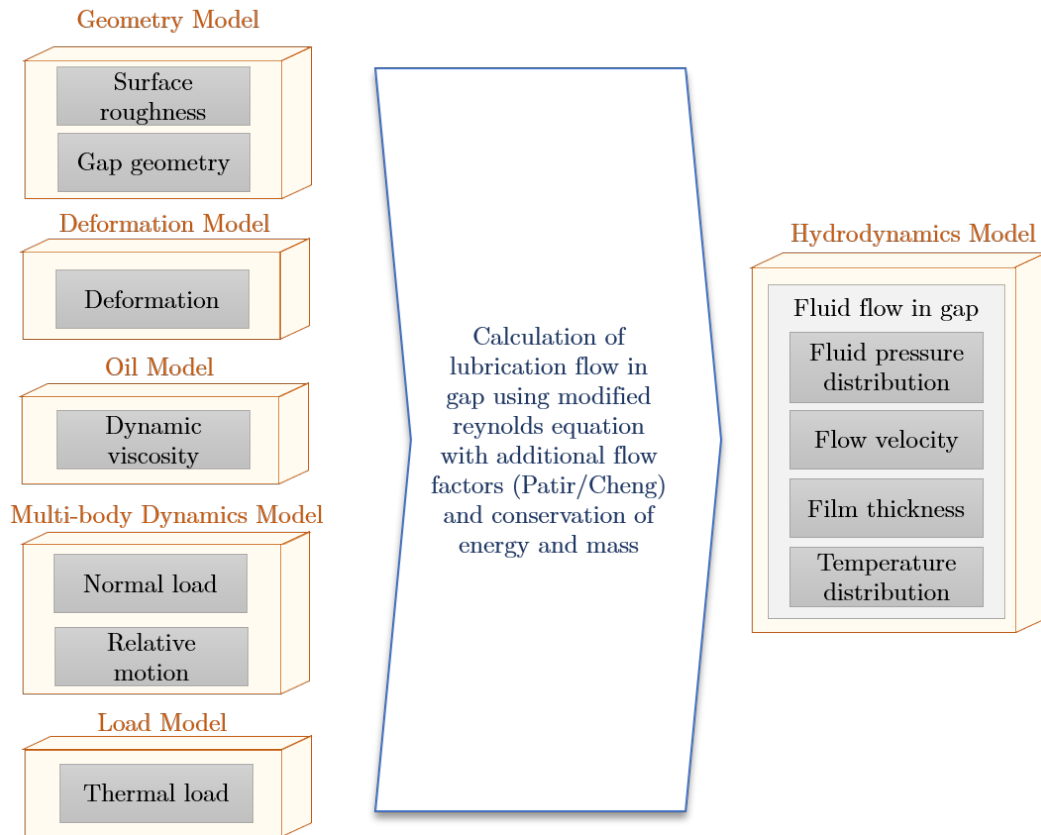 Geometry Model
Surface
roughness
Gap geometry
Deformation Model
Deformation
Oil Model
Dynamic
viscosity
Multi-body Dynamics Model
Normal load
Relative
motion
Load Model
Thermal load
Calculation of
lubrication flow in
gap using modified
reynolds equation
with additional flow
factors (Patir/Cheng)
and conservation of
energy and mass
Hydrodynamics Model
Fluid flow in gap
Fluid pressure
distribution
Flow velocity
Film thickness
Temperature
distribution